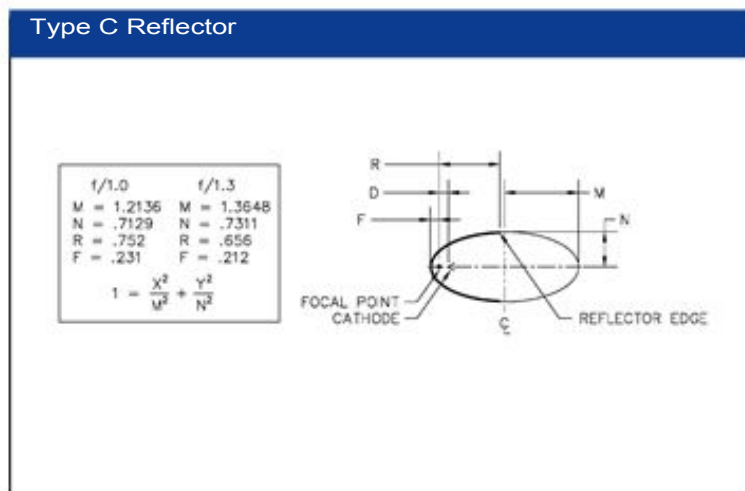 Type C Reflector
f/1.0 f/1.3
M = 1.2136 M = 1.3648
N = .7129 N = .7311
R = .752 R = .656
F = .231 F = .212
1 = X²/M² + Y²/N²
R
D
F
M
N
FOCAL POINT
CATHODE
℄
REFLECTOR EDGE